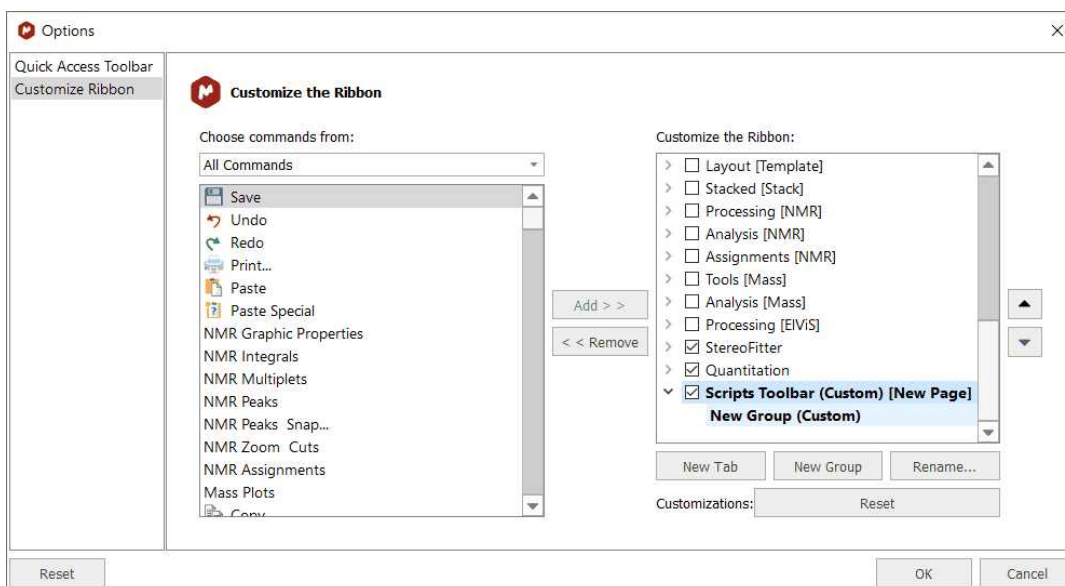 Options
Quick Access Toolbar
Customize Ribbon
Customize the Ribbon
Choose commands from:
All Commands
Save
Undo
Redo
Print...
Paste
Paste Special
NMR Graphic Properties
NMR Integrals
NMR Multiplets
NMR Peaks
NMR Peaks Snap...
NMR Zoom Cuts
NMR Assignments
Mass Plots
Copy
Add > >
< < Remove
Customize the Ribbon:
Layout [Template]
Stacked [Stack]
Processing [NMR]
Analysis [NMR]
Assignments [NMR]
Tools [Mass]
Analysis [Mass]
Processing [ElViS]
StereoFitter
Quantitation
Scripts Toolbar (Custom) [New Page]
New Group (Custom)
New Tab
New Group
Rename...
Customizations:
Reset
Reset
OK
Cancel